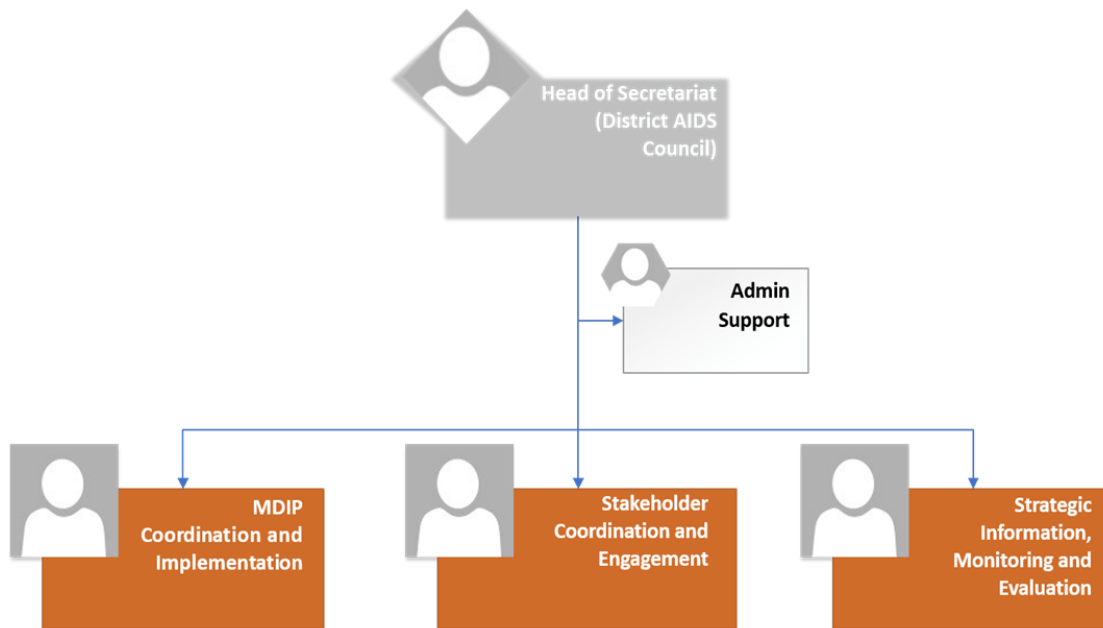 Head of Secretariat
(District AIDS
Council)
Admin
Support
MDIP
Coordination and
Implementation
Stakeholder
Coordination and
Engagement
Strategic
Information,
Monitoring and
Evaluation